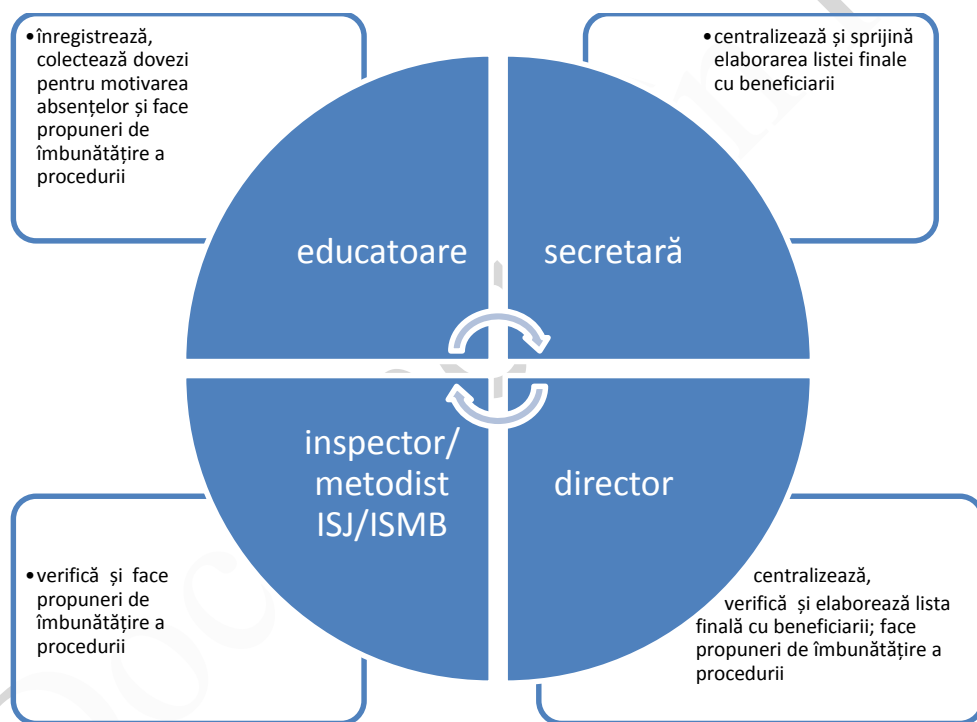 •înregistrează,
colectează dovezi
pentru motivarea
absențelor și face
propuneri de
îmbunătățire a
procedurii
•centralizează și sprijină
elaborarea listei finale
cu beneficiarii
educatoare
secretară
inspector/
metodist
ISJ/ISMB
director
•verifică și face
propuneri de
îmbunătățire a
procedurii
centralizează,
verifică și elaborează lista
finală cu beneficiarii; face
propuneri de îmbunătățire a
procedurii